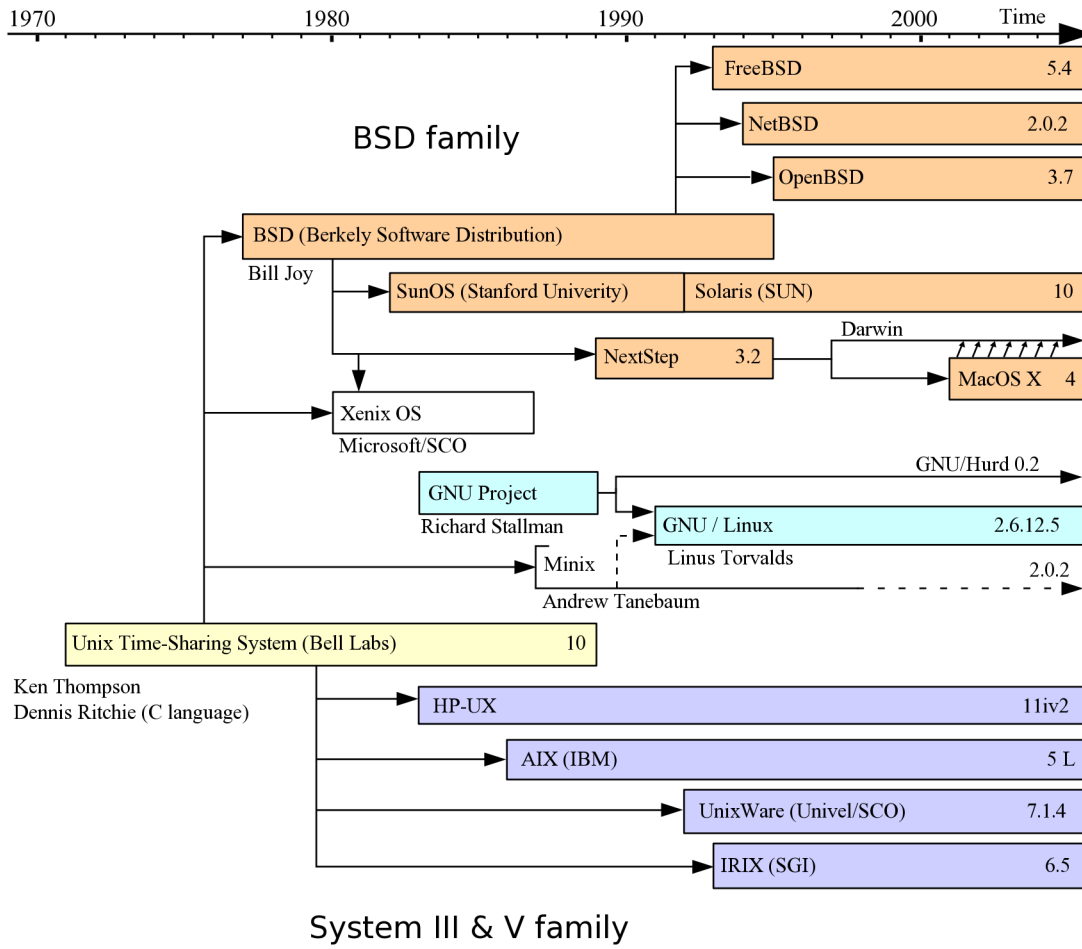 1970 1980 1990 2000 Time
FreeBSD 5.4
NetBSD 2.0.2
BSD family
OpenBSD 3.7
BSD (Berkely Software Distribution)
Bill Joy
SunOS (Stanford Univerity) Solaris (SUN) 10
Darwin
NextStep 3.2
MacOS X 4
Xenix OS
Microsoft/SCO
GNU/Hurd 0.2
GNU Project
Richard Stallman
GNU / Linux 2.6.12.5
Linus Torvalds
Minix
2.0.2
Andrew Tanebaum
Unix Time-Sharing System (Bell Labs) 10
Ken Thompson
Dennis Ritchie (C language)
HP-UX 11iv2
AIX (IBM) 5 L
UnixWare (Univel/SCO) 7.1.4
IRIX (SGI) 6.5
System III & V family